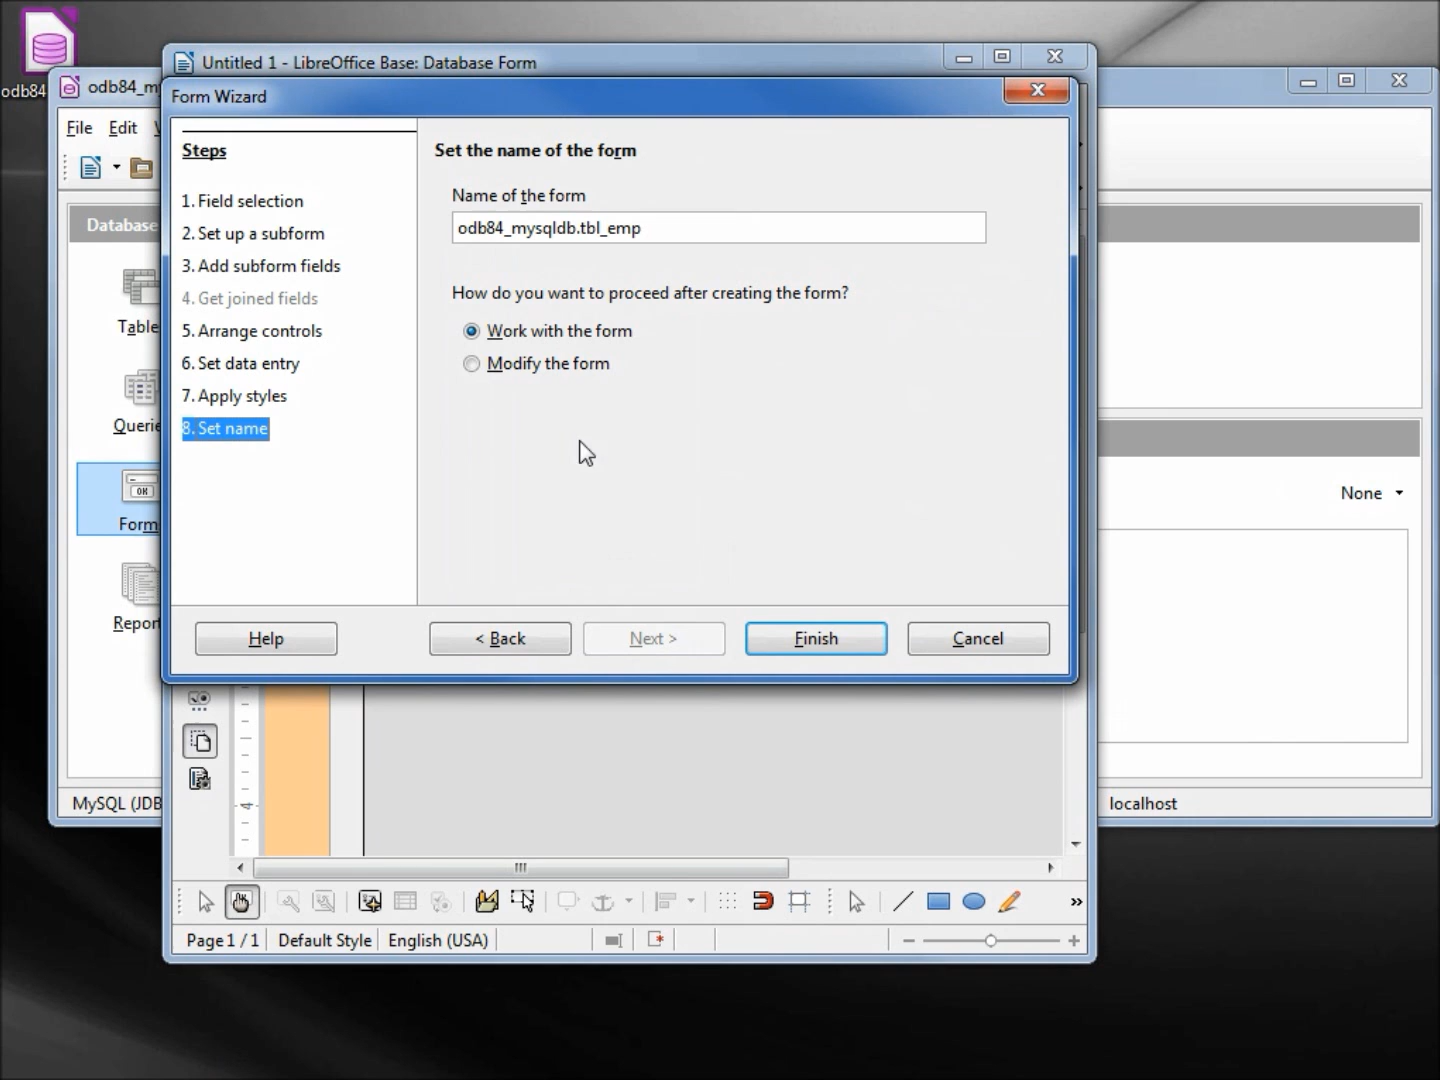 odb84
Untitled 1 - LibreOffice Base: Database Form
odb84_m
Form Wizard
File Edit
Steps
1. Field selection
2. Set up a subform
3. Add subform fields
4. Get joined fields
5. Arrange controls
6. Set data entry
7. Apply styles
8. Set name
Set the name of the form
Name of the form
odb84_mysqldb.tbl_emp
How do you want to proceed after creating the form?
Work with the form
Modify the form
Help
< Back
Next >
Finish
Cancel
Database
Table
Querie
OK
Form
Report
None
MySQL (JDB
localhost
4
Page 1 / 1
Default Style
English (USA)